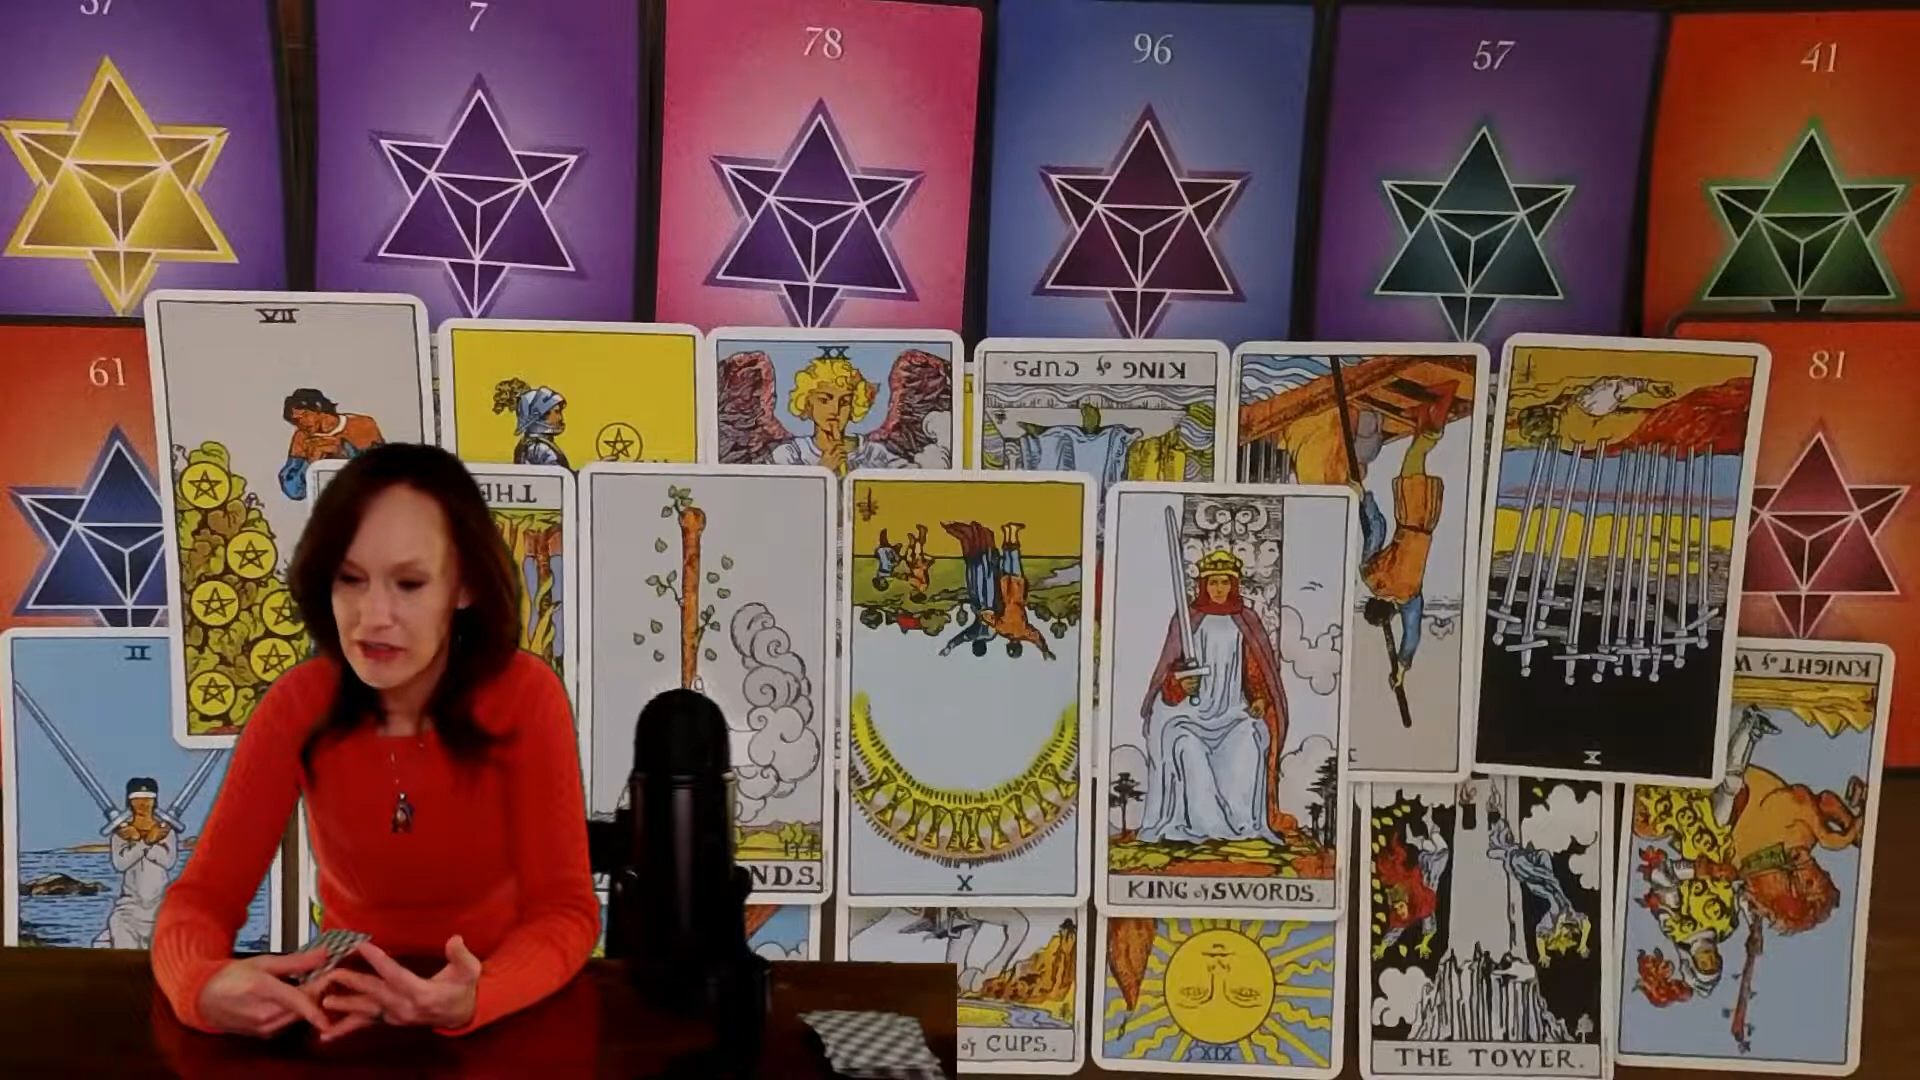 57
7
78
96
57
41
61
81
VII
XX
KING of CUPS.
THE
II
KNIGHT of W
X
X
NDS.
KING of SWORDS.
of CUPS.
XIX
THE TOWER.